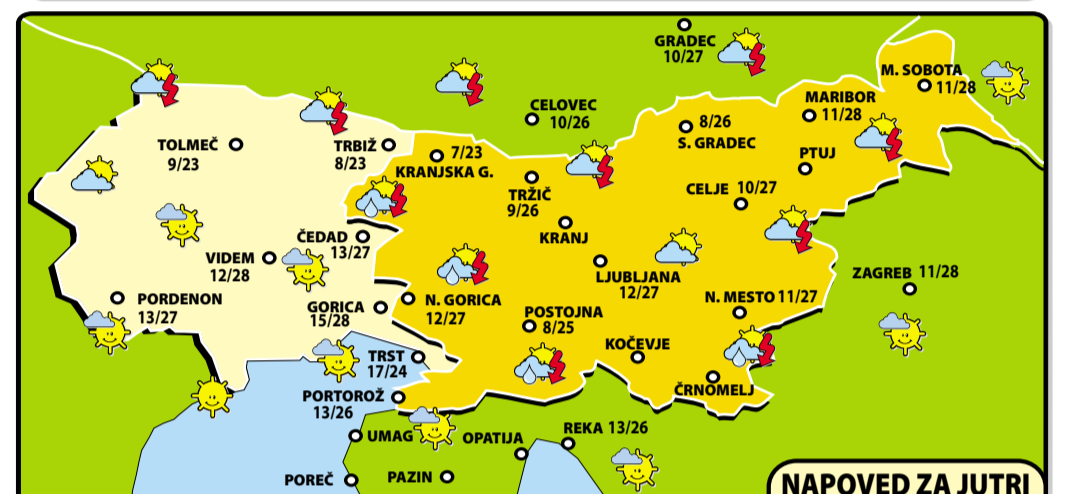 GRADEC
10/27
M. SOBOTA
11/28
MARIBOR
11/28
CELOVEC
10/26
8/26
S. GRADEC
TOLMEČ
9/23
TRBIŽ
8/23
7/23
KRANJSKA G.
PTUJ
TRŽIČ
9/26
CELJE 10/27
KRANJ
ČEDAD
13/27
VIDEM
12/28
LJUBLJANA
12/27
ZAGREB 11/28
PORDENON
13/27
GORICA
15/28
N. GORICA
12/27
N. MESTO 11/27
POSTOJNA
8/25
KOČEVJE
TRST
17/24
ČRNOMELJ
PORTOROŽ
13/26
UMAG
OPATIJA
REKA 13/26
POREČ
PAZIN
NAPOVED ZA JUTRI